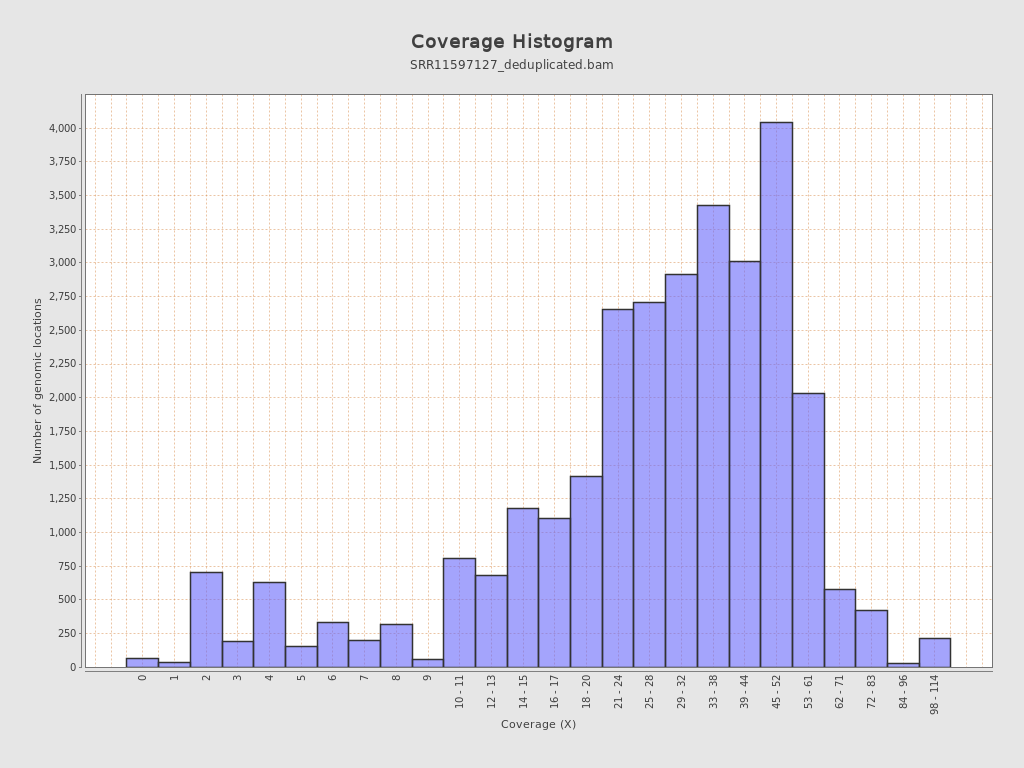 Coverage Histogram
SRR11597127_deduplicated.bam
Number of genomic locations
4,000
3,750
3,500
3,250
3,000
2,750
2,500
2,250
2,000
1,750
1,500
1,250
1,000
750
500
250
0
0
1
2
3
4
5
6
7
8
9
10 - 11
12 - 13
14 - 15
16 - 17
18 - 20
21 - 24
25 - 28
29 - 32
33 - 38
39 - 44
45 - 52
53 - 61
62 - 71
72 - 83
84 - 96
98 - 114
Coverage (X)